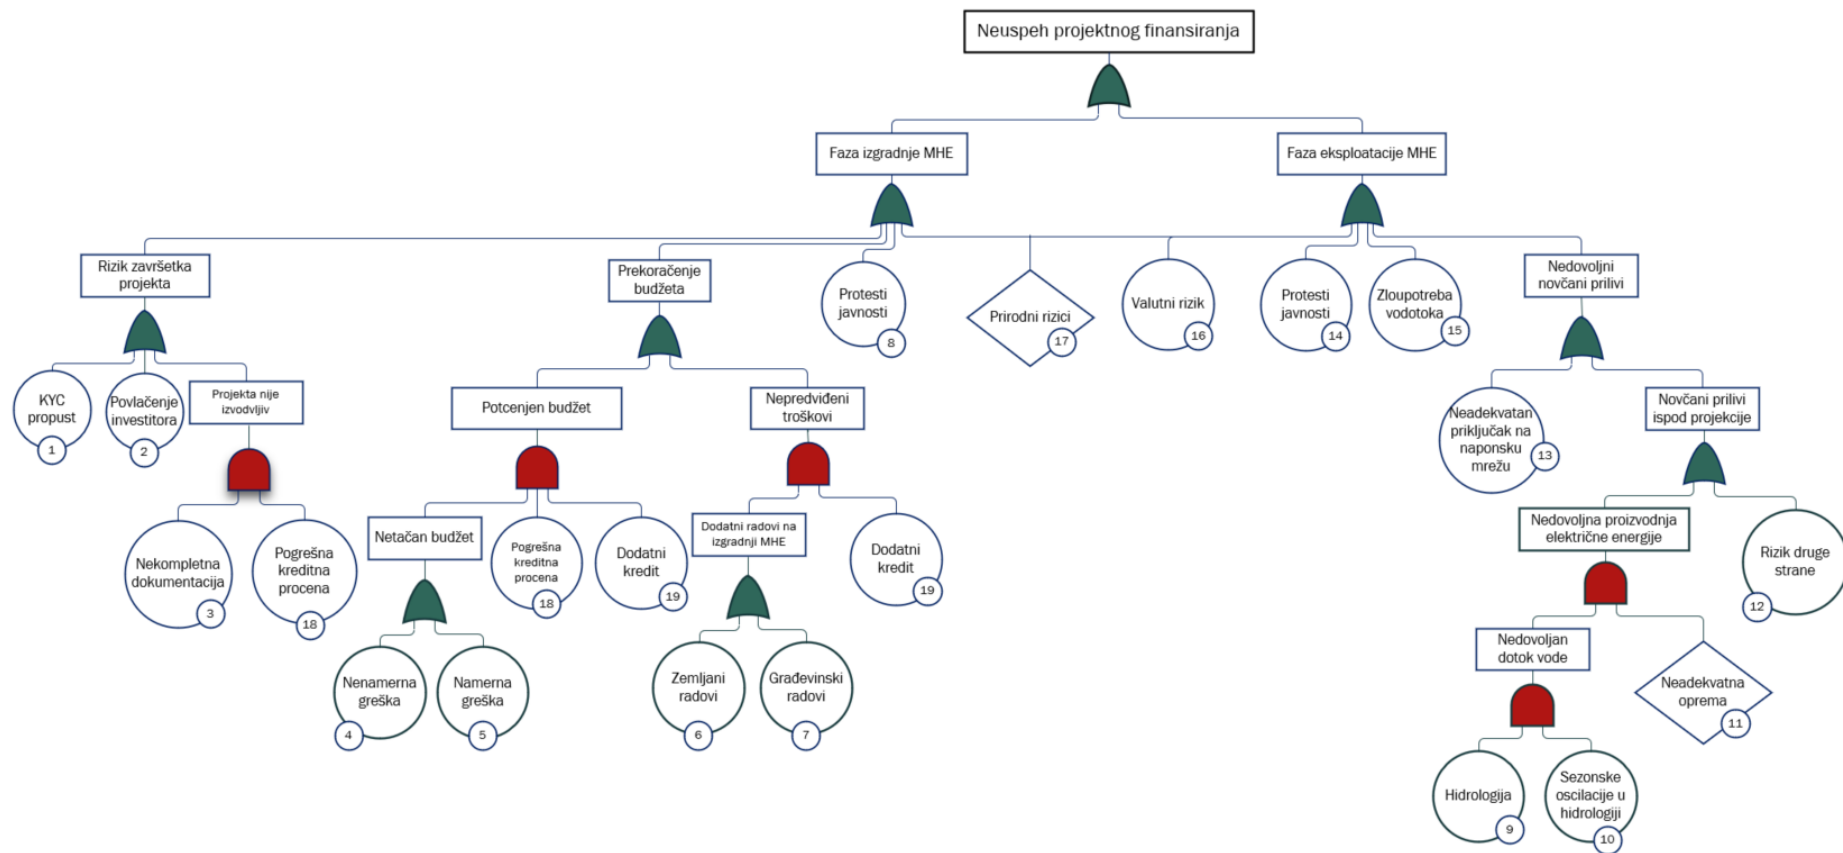 Neuspeh projektnog finansiranja
Faza izgradnje MHE
Faza eksploatacije MHE
Rizik završetka
projekta
Prekoračenje
budžeta
Protesti
javnosti
8
Prirodni rizici
17
Valutni rizik
16
Protesti
javnosti
14
Zloupotreba
vodotoka
15
Nedovoljni
novčani prilivi
KYC
propust
1
Povlačenje
investitora
2
Projekta nije
izvodvljiv
Potcenjen budžet
Nepredviđeni
troškovi
Neadekvatan
priključak na
naponsku
mrežu
13
Novčani prilivi
ispod projekcije
Nekompletna
dokumentacija
3
Pogrešna
kreditna
procena
18
Netačan budžet
Pogrešna
kreditna
procena
18
Dodatni
kredit
19
Dodatni radovi na
izgradnji MHE
Dodatni
kredit
19
Nedovoljna proizvodnja
električne energije
Rizik druge
strane
12
Nenamerna
greška
4
Namerna
greška
5
Zemljani
radovi
6
Građevinski
radovi
7
Nedovoljan
dotok vode
Neadekvatna
oprema
11
Hidrologija
9
Sezonske
oscilacije u
hidrologiji
10